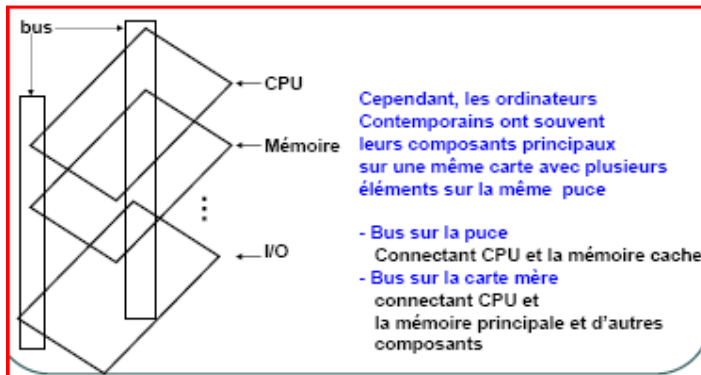 bus
CPU
Mémoire
...
I/O
Cependant, les ordinateurs
Contemporains ont souvent
leurs composants principaux
sur une même carte avec plusieurs
éléments sur la même puce
- Bus sur la puce
Connectant CPU et la mémoire cache
- Bus sur la carte mère
connectant CPU et
la mémoire principale et d'autres
composants